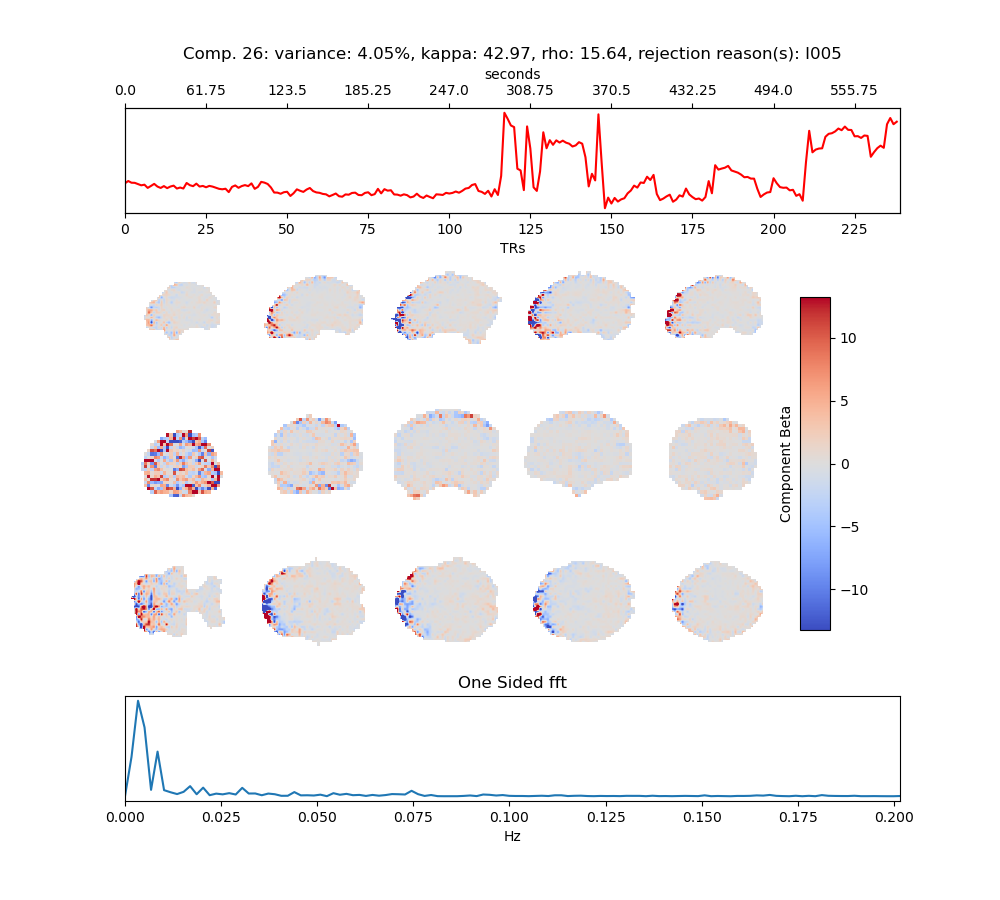 Comp. 26: variance: 4.05%, kappa: 42.97, rho: 15.64, rejection reason(s): I005
seconds
0.0 61.75 123.5 185.25 247.0 308.75 370.5 432.25 494.0 555.75
0 25 50 75 100 125 150 175 200 225
TRs
10
5
0
−5
−10
Component Beta
One Sided fft
0.000 0.025 0.050 0.075 0.100 0.125 0.150 0.175 0.200
Hz